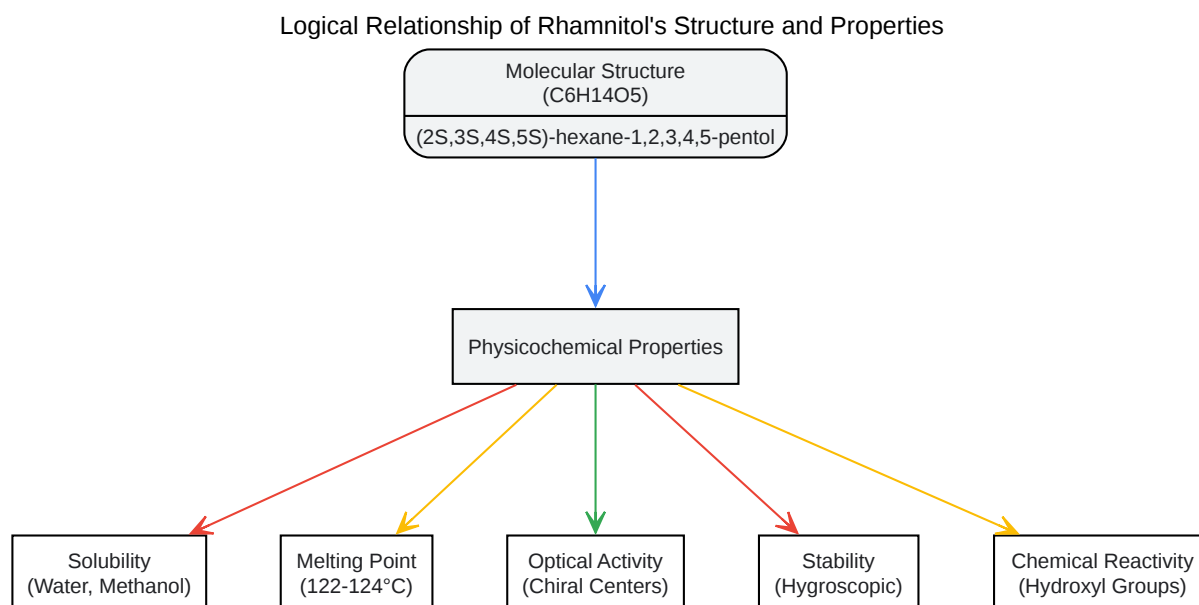 Logical Relationship of Rhamnitol's Structure and Properties
Molecular Structure
(C6H14O5)
(2S,3S,4S,5S)-hexane-1,2,3,4,5-pentol
Physicochemical Properties
Solubility
(Water, Methanol)
Melting Point
(122-124°C)
Optical Activity
(Chiral Centers)
Stability
(Hygroscopic)
Chemical Reactivity
(Hydroxyl Groups)